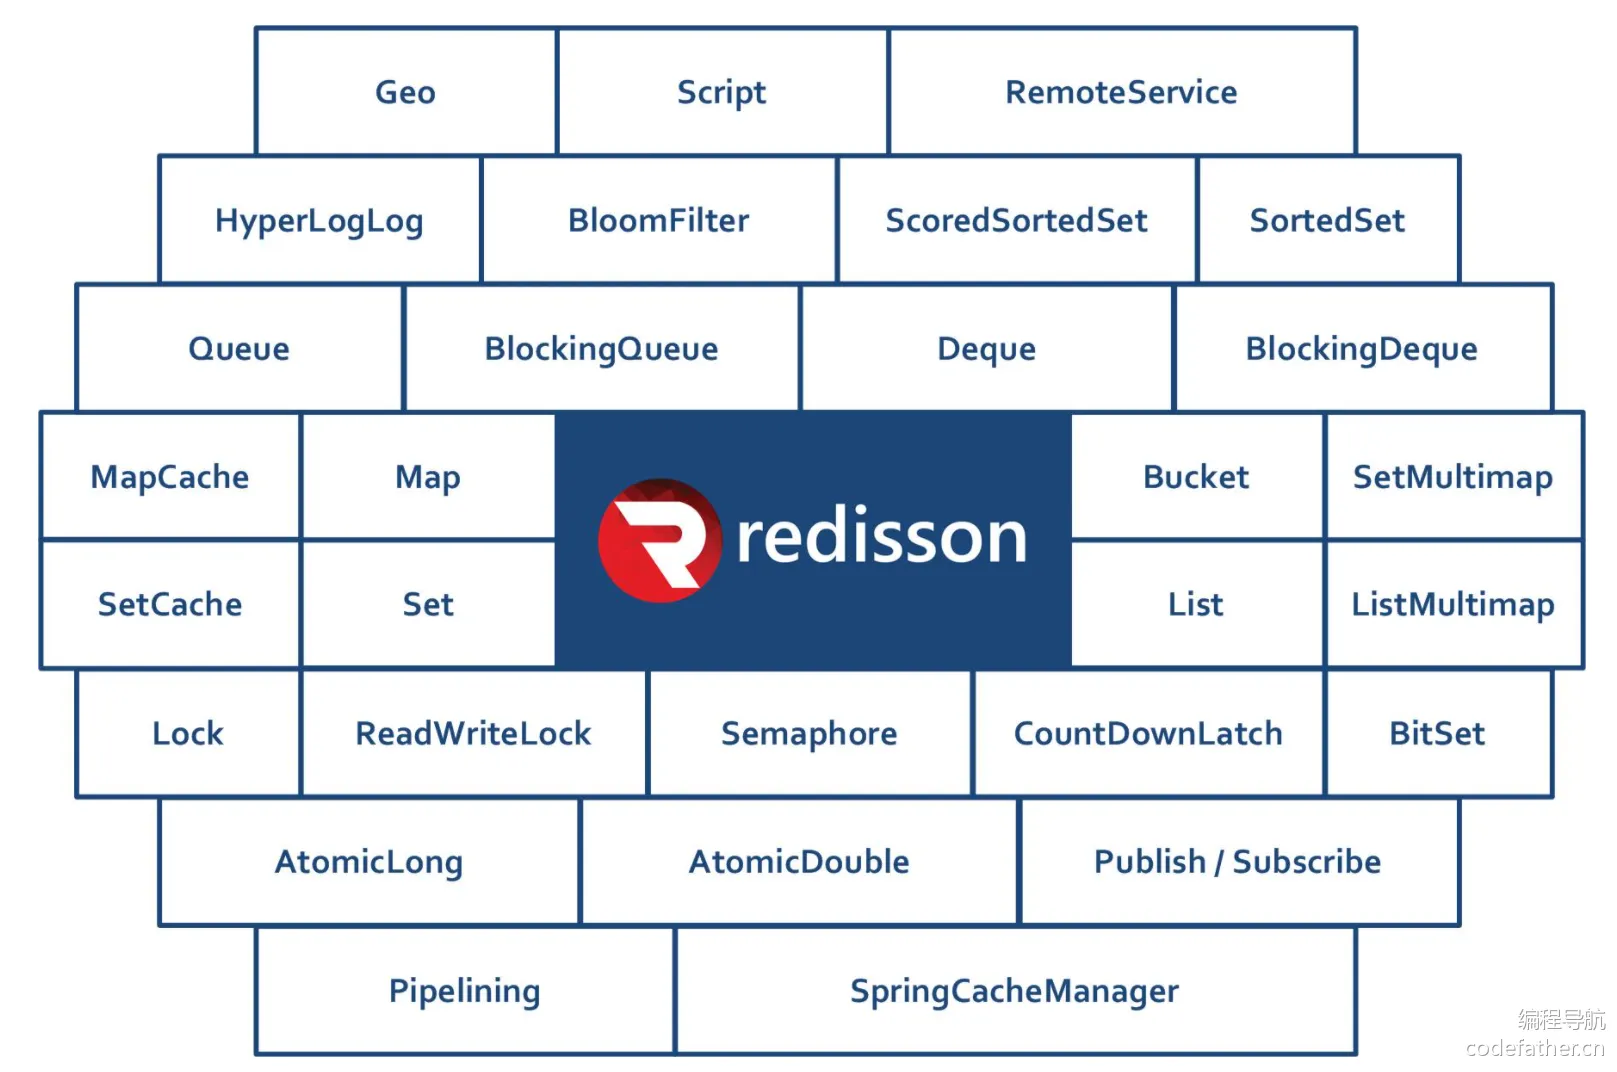 Geo Script RemoteService
HyperLogLog BloomFilter ScoredSortedSet SortedSet
Queue BlockingQueue Deque BlockingDeque
MapCache Map Bucket SetMultimap
redisson
SetCache Set List ListMultimap
Lock ReadWriteLock Semaphore CountDownLatch BitSet
AtomicLong AtomicDouble Publish / Subscribe
Pipelining SpringCacheManager
编程导航
codefather.cn